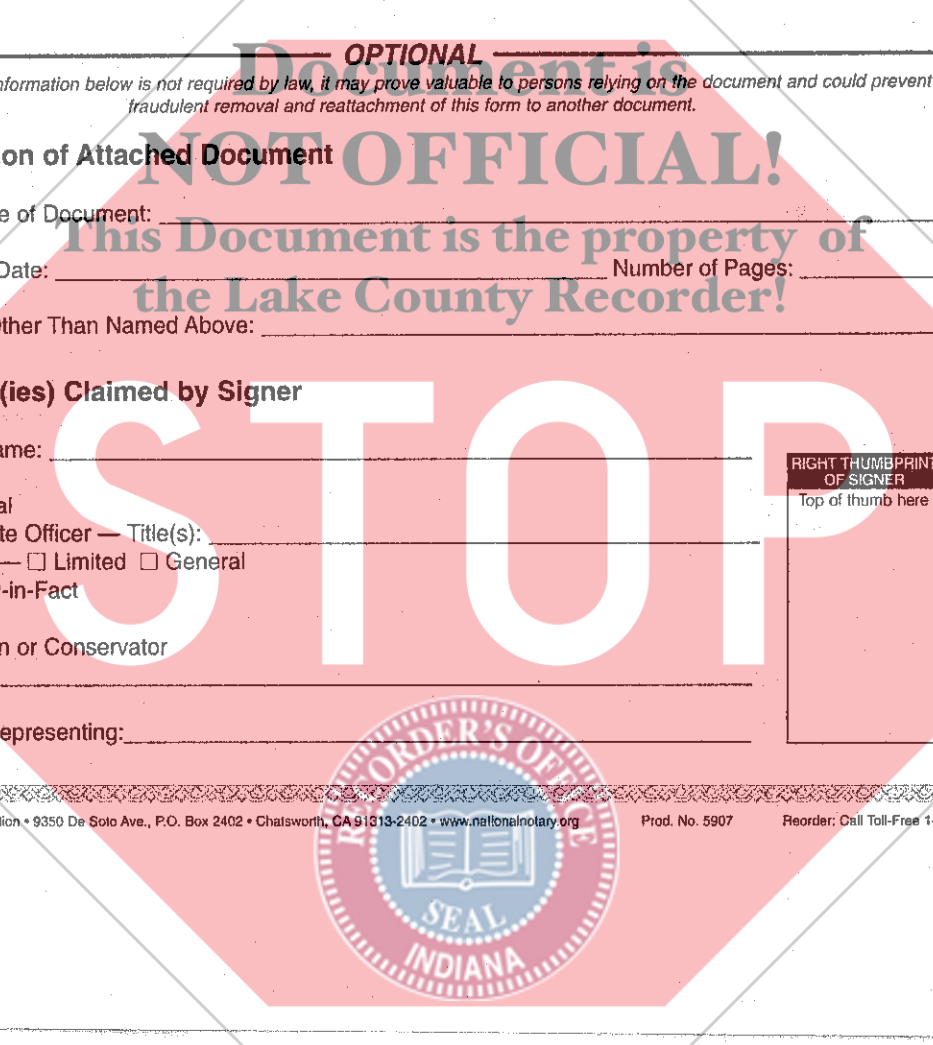 OPTIONAL
nformation below is not required by law, it may prove valuable to persons relying on the document and could prevent
fraudulent removal and reattachment of this form to another document.
Document is
NOT OFFICIAL!
This Document is the property of
the Lake County Recorder!
STOP
on of Attached Document
e of Document:
Date:
Number of Pages:
Other Than Named Above:
(ies) Claimed by Signer
ame:
al
te Officer — Title(s):
— ☐ Limited ☐ General
-in-Fact
n or Conservator
epresenting:
RIGHT THUMBPRINT
OF SIGNER
Top of thumb here
RECORDER'S OFFICE
SEAL
INDIANA
tion • 9350 De Soto Ave., P.O. Box 2402 • Chatsworth, CA 91313-2402 • www.nationalnotary.org
Prod. No. 5907
Reorder: Call Toll-Free 1-